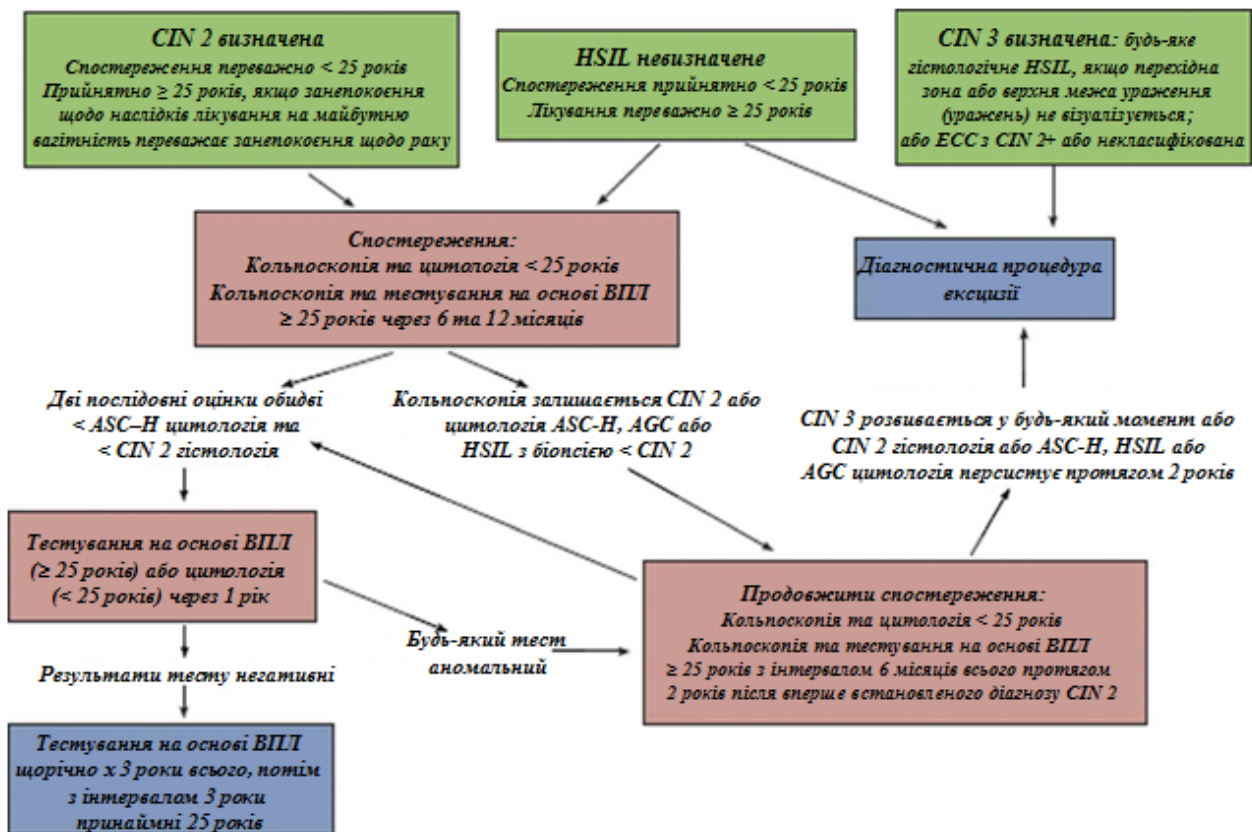 CIN 2 визначена
Спостереження переважно < 25 років
Прийнятно ≥ 25 років, якщо занепокоєння
щодо наслідків лікування на майбутню
вагітність переважає занепокоєння щодо раку
HSIL невизначене
Спостереження прийнятно < 25 років
Лікування переважно ≥ 25 років
CIN 3 визначена: будь-яке
гістологічне HSIL, якщо перехідна
зона або верхня межа ураження
(уражень) не візуалізується;
або ECC з CIN 2+ або некласифікована
Спостереження:
Кольпоскопія та цитологія < 25 років
Кольпоскопія та тестування на основі ВПЛ
≥ 25 років через 6 та 12 місяців
Діагностична процедура
ексцизії
Дві послідовні оцінки обидві
< ASC–H цитологія та
< CIN 2 гістологія
Кольпоскопія залишається CIN 2 або
цитологія ASC-H, AGC або
HSIL з біопсією < CIN 2
CIN 3 розвивається у будь-який момент або
CIN 2 гістологія або ASC-H, HSIL або
AGC цитологія персистує протягом 2 років
Тестування на основі ВПЛ
(≥ 25 років) або цитологія
(< 25 років) через 1 рік
Будь-який тест
аномальний
Продовжити спостереження:
Кольпоскопія та цитологія < 25 років
Кольпоскопія та тестування на основі ВПЛ
≥ 25 років з інтервалом 6 місяців всього протягом
2 років після вперше встановленого діагнозу CIN 2
Результати тесту негативні
Тестування на основі ВПЛ
щорічно х 3 роки всього, потім
з інтервалом 3 роки
принаймні 25 років